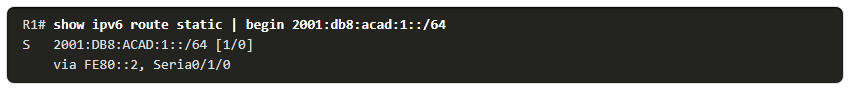 R1# show ipv6 route static | begin 2001:db8:acad:1::/64
S   2001:DB8:ACAD:1::/64 [1/0]
    via FE80::2, Seria0/1/0